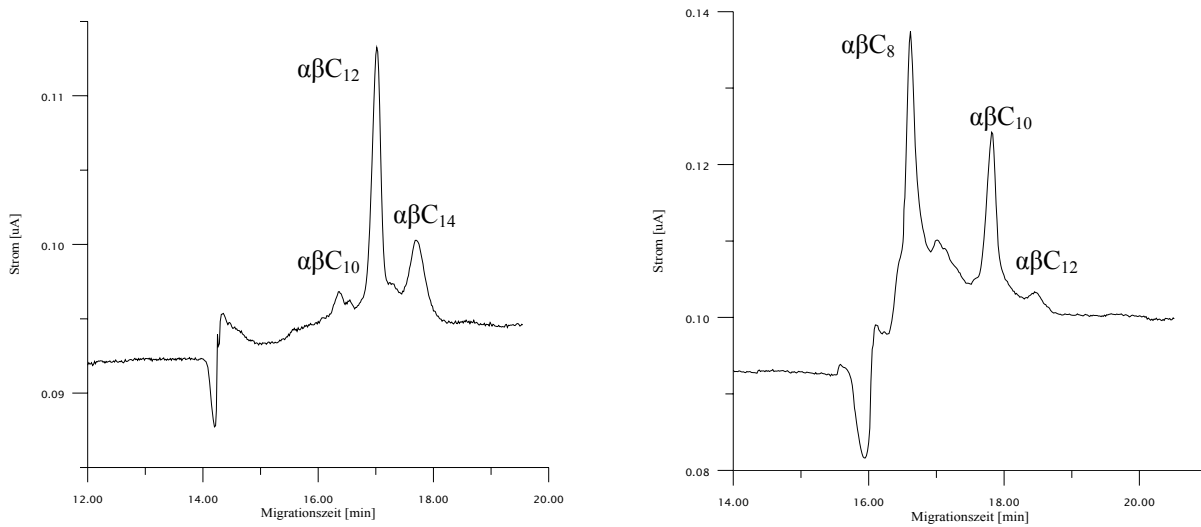 αβC₁₂
αβC₁₄
αβC₁₀
0.11
0.10
0.09
Strom [uA]
12.00 14.00 16.00 18.00 20.00
Migrationszeit [min]
αβC₈
αβC₁₀
αβC₁₂
0.14
0.12
0.10
0.08
Strom [uA]
14.00 16.00 18.00 20.00
Migrationszeit [min]